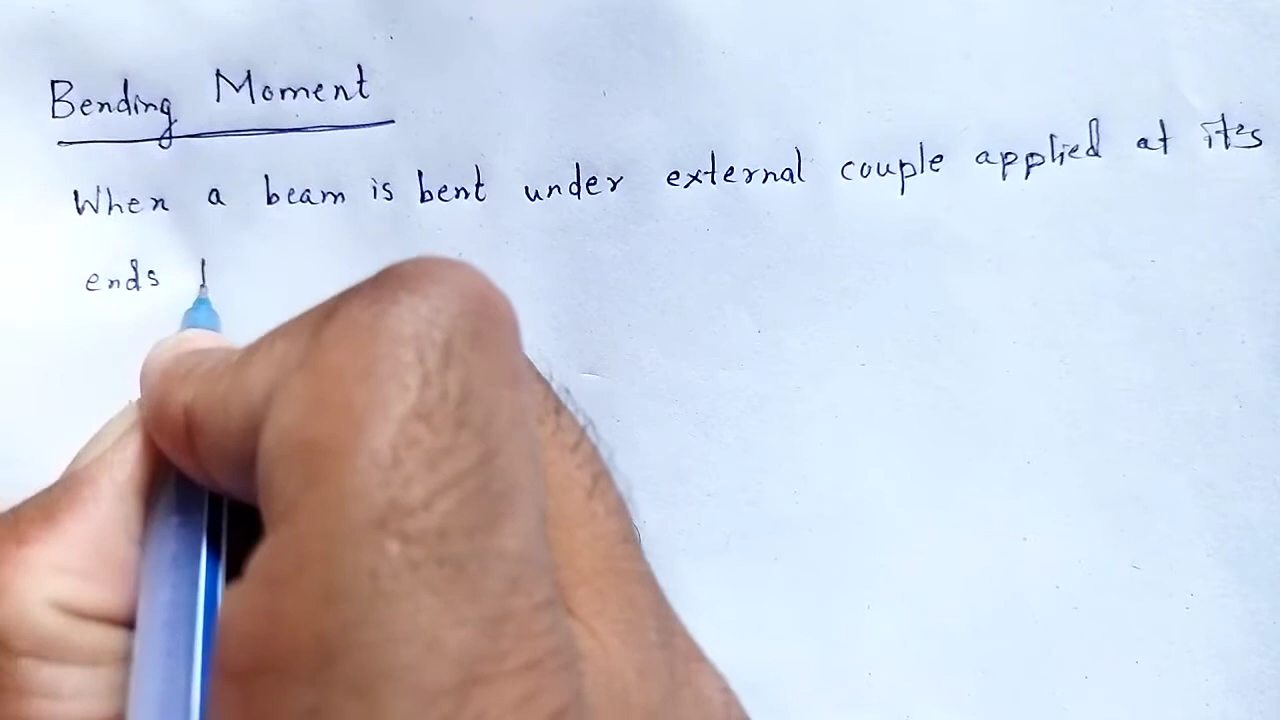 Bending Moment
When a beam is bent under external couple applied at it's
ends